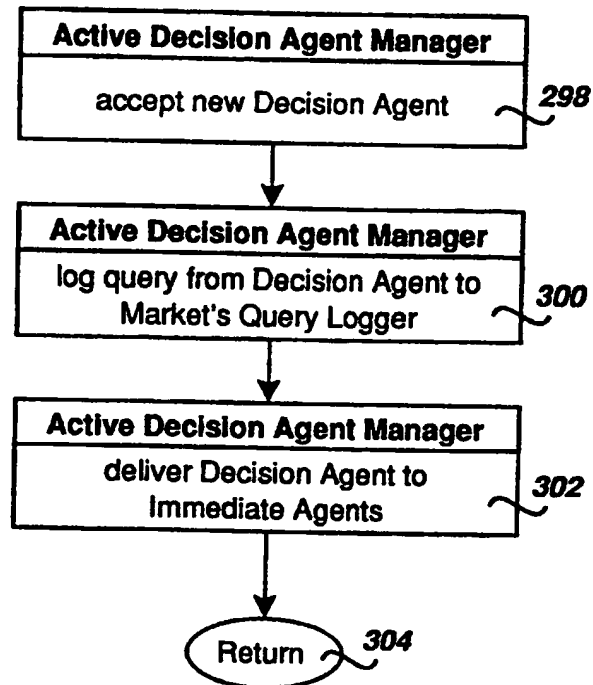 Active Decision Agent Manager
accept new Decision Agent
298
Active Decision Agent Manager
log query from Decision Agent to
Market's Query Logger
300
Active Decision Agent Manager
deliver Decision Agent to
Immediate Agents
302
Return
304